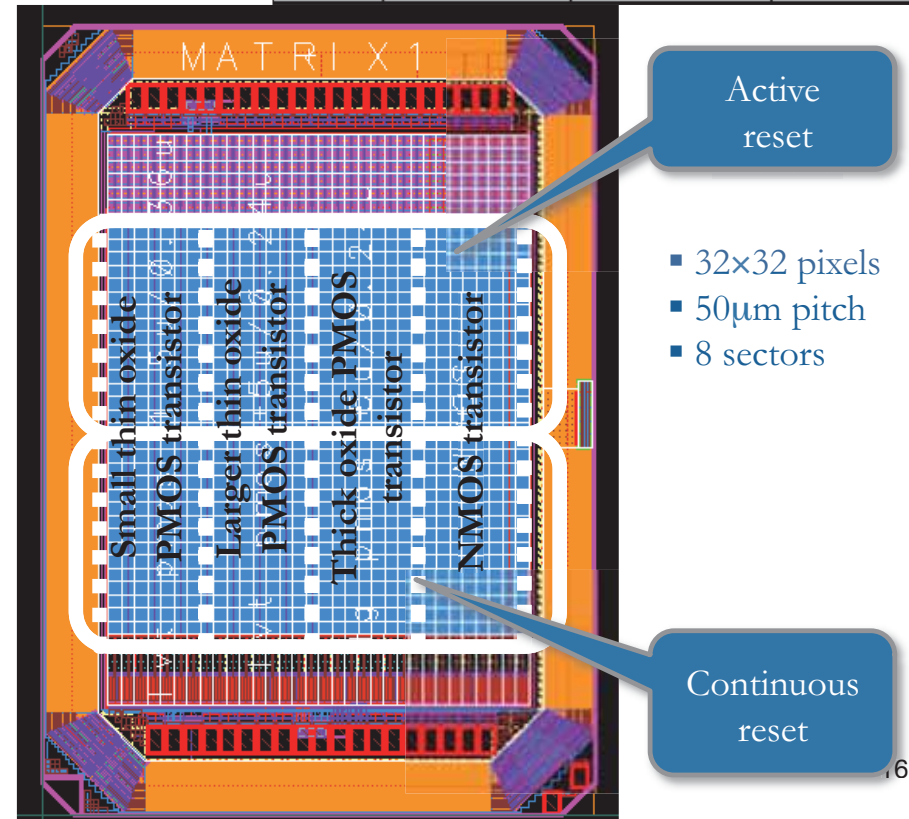 MATRIX1
Active
reset
▪ 32×32 pixels
▪ 50μm pitch
▪ 8 sectors
Small thin oxide
PMOS transistor
Larger thin oxide
PMOS transistor
Thick oxide PMOS
transistor
NMOS transistor
Continuous
reset
16